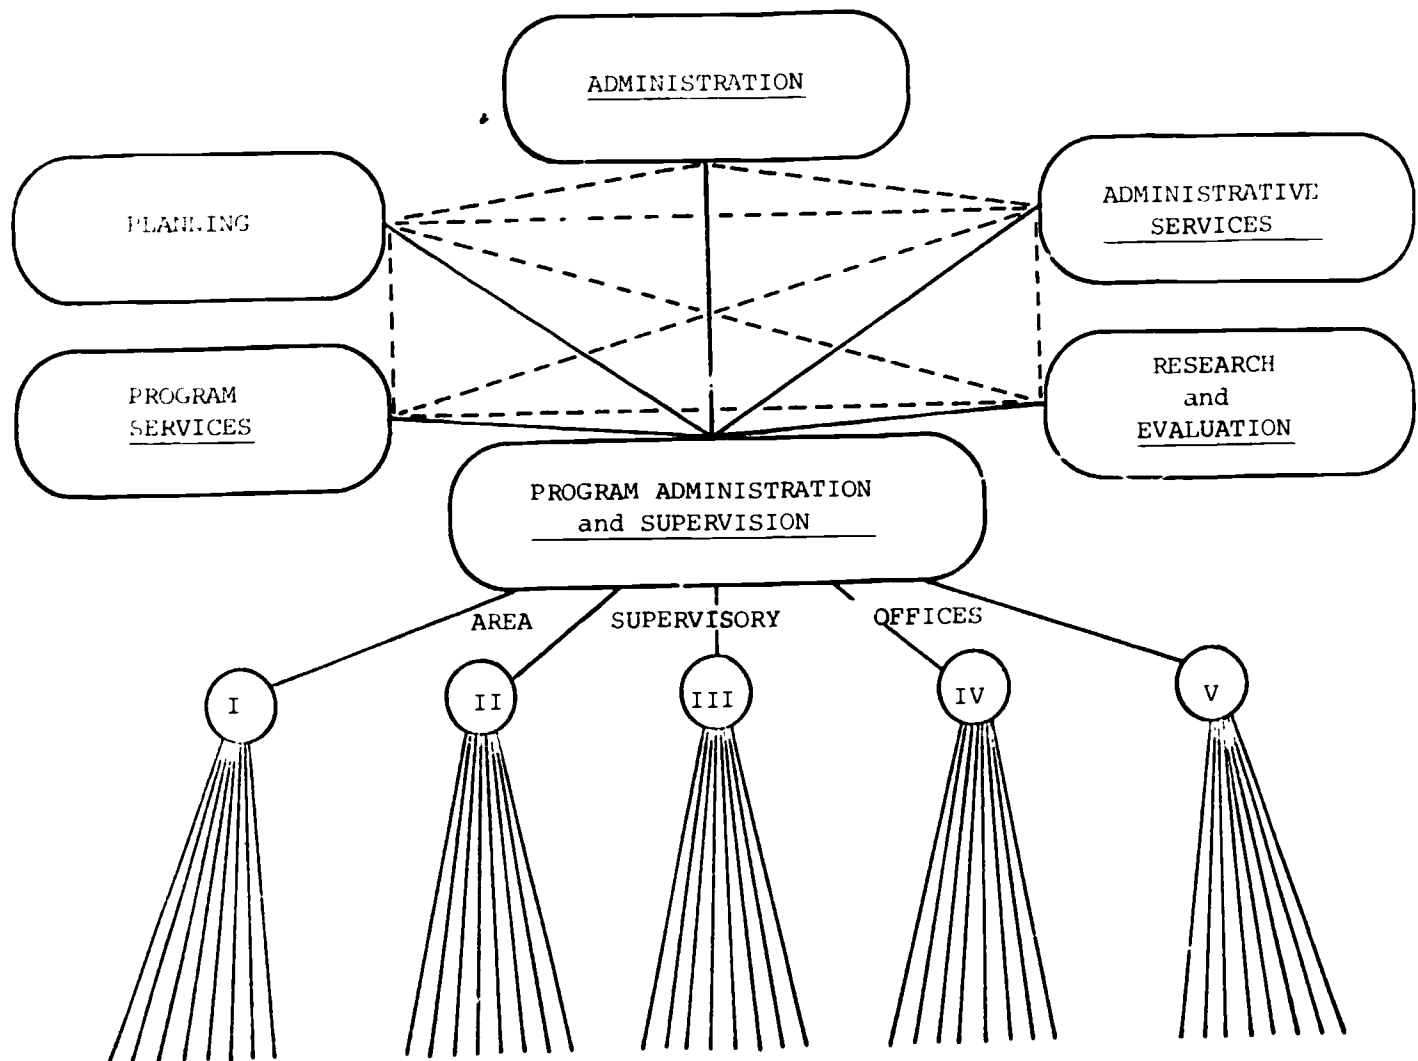 ADMINISTRATION
PLANNING
ADMINISTRATIVE
SERVICES
PROGRAM
SERVICES
RESEARCH
and
EVALUATION
PROGRAM ADMINISTRATION
and SUPERVISION
AREA SUPERVISORY OFFICES
I II III IV V